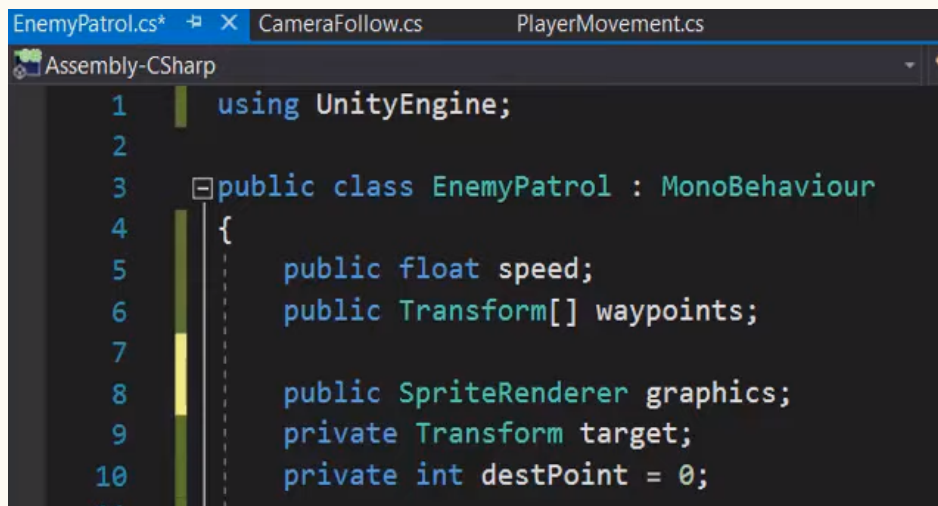 EnemyPatrol.cs* CameraFollow.cs PlayerMovement.cs
Assembly-CSharp
1 using UnityEngine;
2
3 public class EnemyPatrol : MonoBehaviour
4 {
5 public float speed;
6 public Transform[] waypoints;
7
8 public SpriteRenderer graphics;
9 private Transform target;
10 private int destPoint = 0;